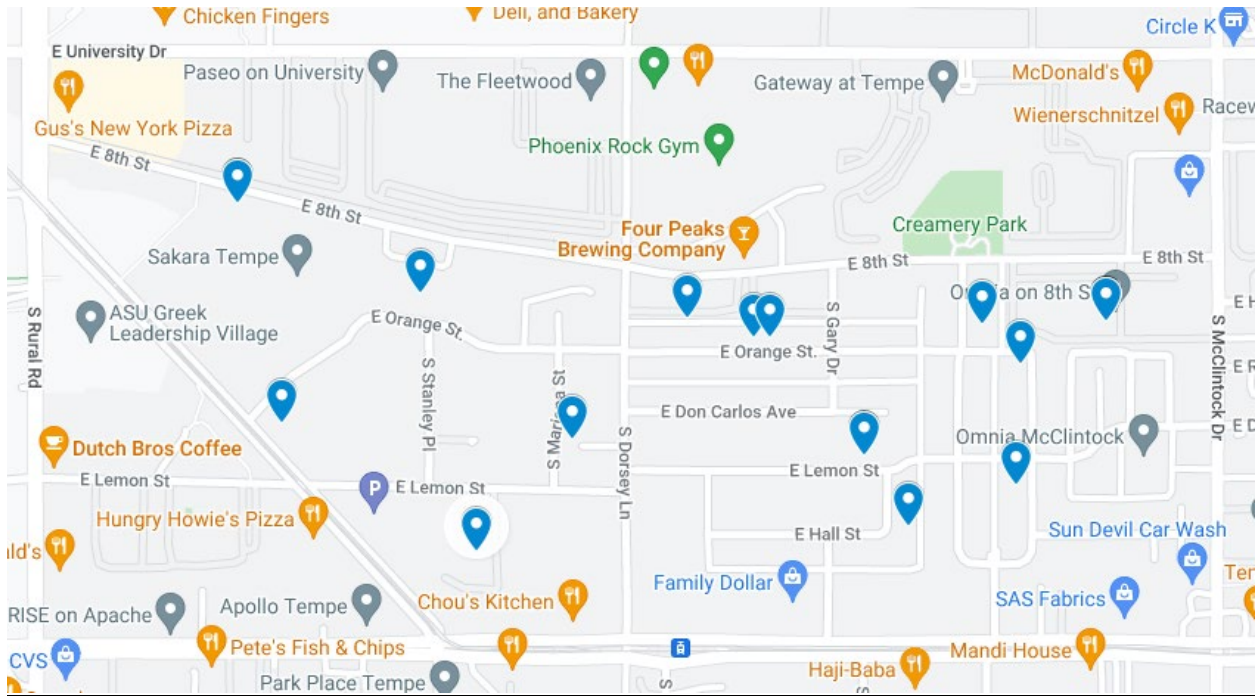 Chicken Fingers
Deli, and Bakery
Circle K
E University Dr
Paseo on University
The Fleetwood
Gateway at Tempe
McDonald's
Wienerschnitzel
Racew
Gus's New York Pizza
Phoenix Rock Gym
E 8th St
E 8th St
Four Peaks
Brewing Company
Creamery Park
E 8th St
E 8th St
Sakara Tempe
S Rural Rd
ASU Greek
Leadership Village
E Orange St.
S Stanley Pl
E Orange St.
S Gary Dr
S McClintock Dr
E Don Carlos Ave
S Dorsey Ln
Dutch Bros Coffee
E Lemon St
E Lemon St
P
E Lemon St
Omnia McClintock
Hungry Howie's Pizza
E Hall St
Sun Devil Car Wash
ald's
Family Dollar
SAS Fabrics
Ten
RISE on Apache
Apollo Tempe
Chou's Kitchen
CVS
Pete's Fish & Chips
Haji-Baba
Mandi House
Park Place Tempe